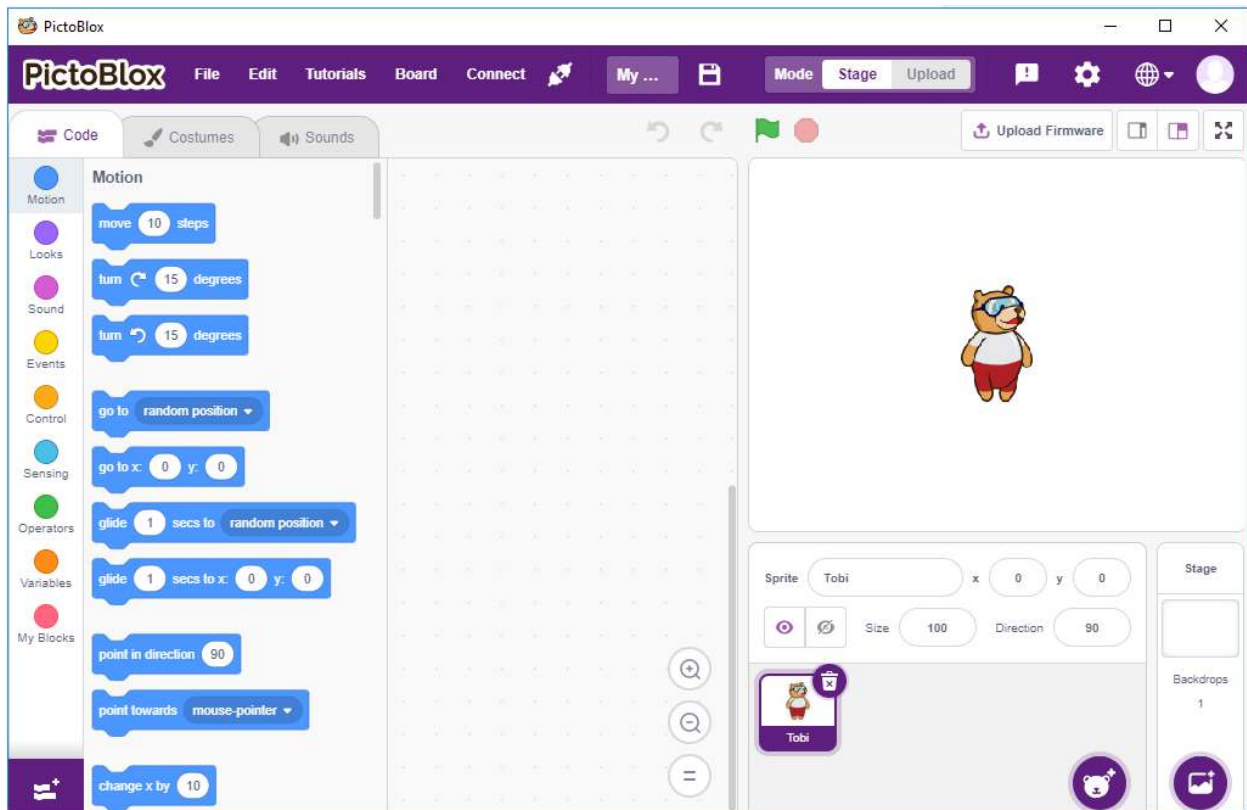 PictoBlox
PictoBlox File Edit Tutorials Board Connect My ... Mode Stage Upload
Code Costumes Sounds
Upload Firmware
Motion
Looks
Sound
Events
Control
Sensing
Operators
Variables
My Blocks
Motion
move 10 steps
turn 15 degrees
turn 15 degrees
go to random position
go to x: 0 y: 0
glide 1 secs to random position
glide 1 secs to x: 0 y: 0
point in direction 90
point towards mouse-pointer
change x by 10
Sprite Tobi x 0 y 0
Size 100 Direction 90
Tobi
Stage
Backdrops
1